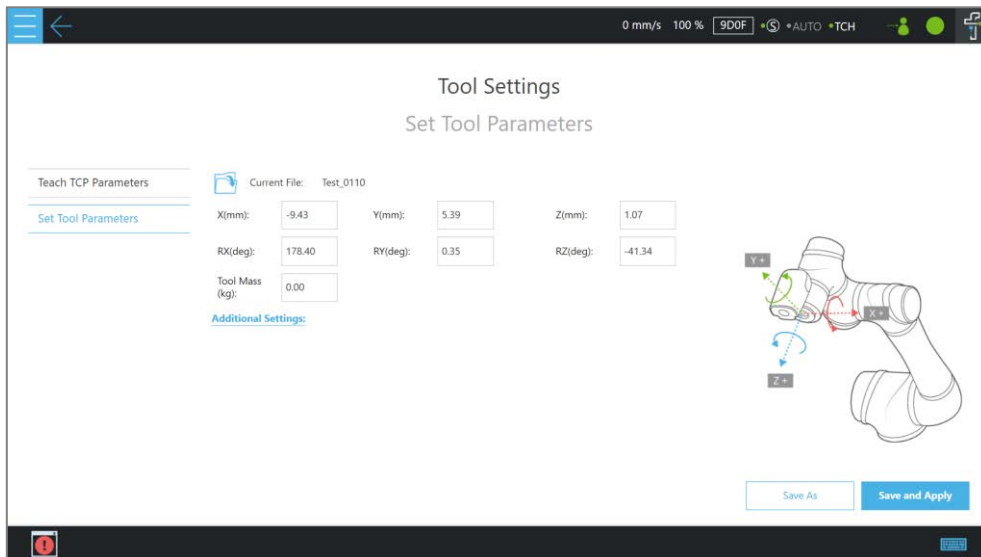 0 mm/s 100 % 9D0F •Ⓢ •AUTO •TCH
Tool Settings
Set Tool Parameters
Teach TCP Parameters
Set Tool Parameters
Current File: Test_0110
X(mm): -9.43 Y(mm): 5.39 Z(mm): 1.07
RX(deg): 178.40 RY(deg): 0.35 RZ(deg): -41.34
Tool Mass
(kg): 0.00
Additional Settings:
Y +
X +
Z +
Save As Save and Apply